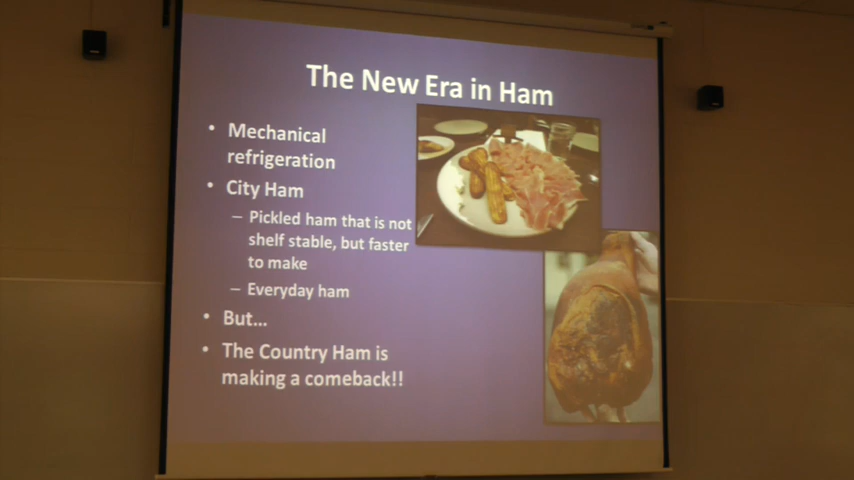 The New Era in Ham
• Mechanical
refrigeration
• City Ham
– Pickled ham that is not
shelf stable, but faster
to make
– Everyday ham
• But...
• The Country Ham is
making a comeback!!